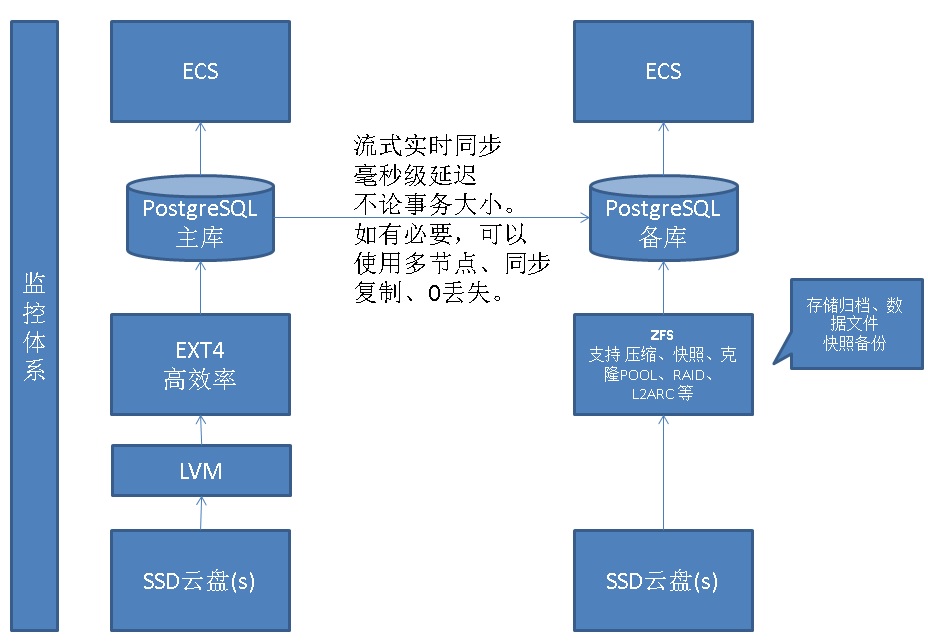 监控体系
ECS
PostgreSQL
主库
EXT4
高效率
LVM
SSD云盘(s)
流式实时同步
毫秒级延迟
不论事务大小。
如有必要，可以
使用多节点、同步
复制、0丢失。
ECS
PostgreSQL
备库
ZFS
支持 压缩、快照、克
隆POOL、RAID、
L2ARC 等
SSD云盘(s)
存储归档、数
据文件
快照备份